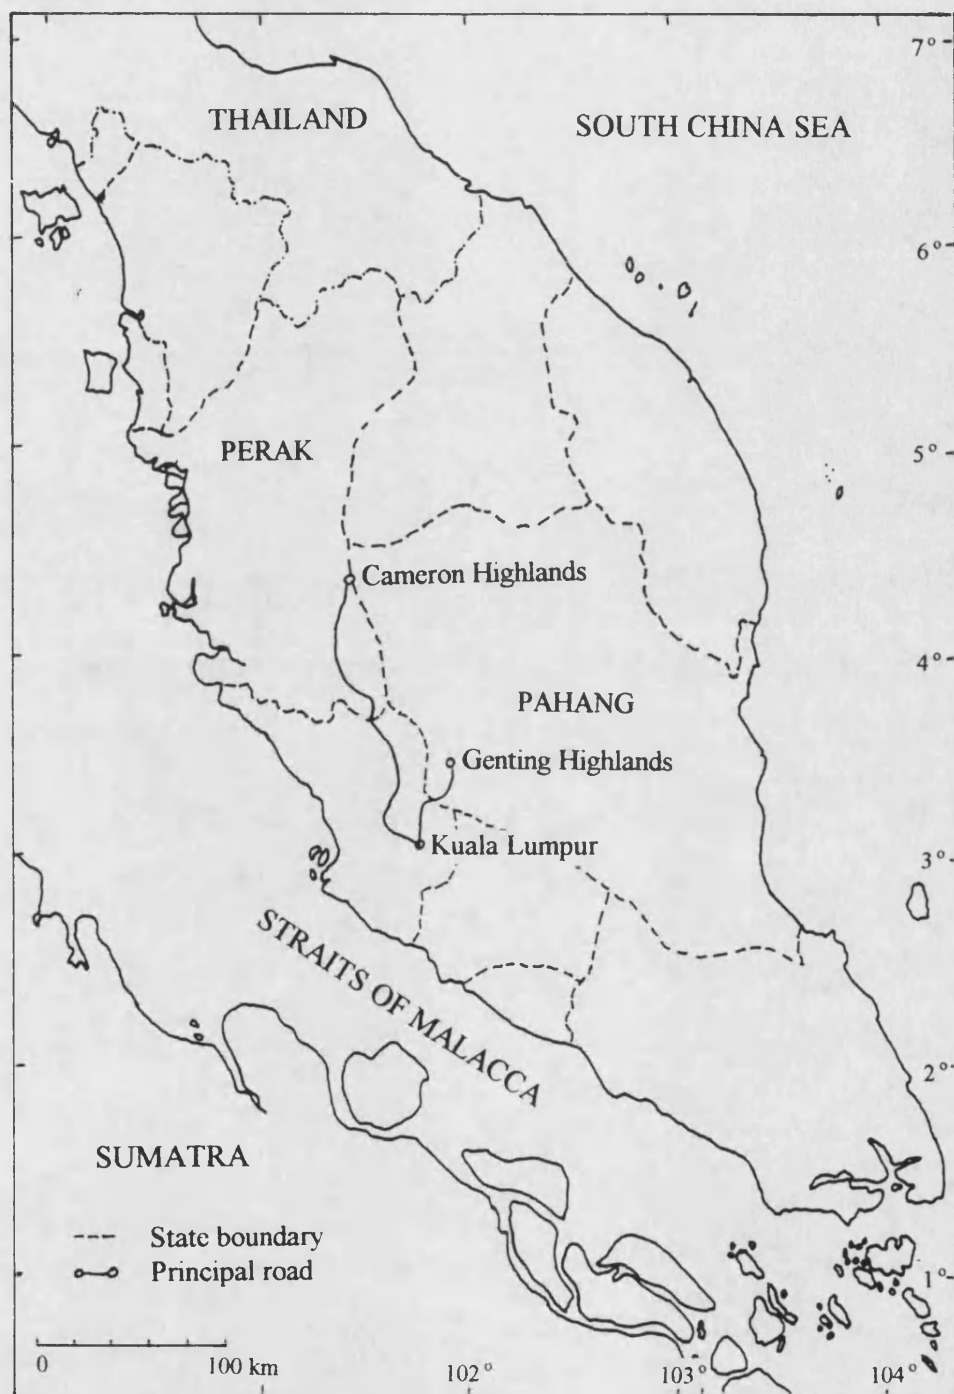 7°
THAILAND
SOUTH CHINA SEA
6°
PERAK
5°
Cameron Highlands
4°
PAHANG
Genting Highlands
Kuala Lumpur
3°
STRAITS OF MALACCA
2°
SUMATRA
State boundary
Principal road
1°
0
100 km
102°
103°
104°